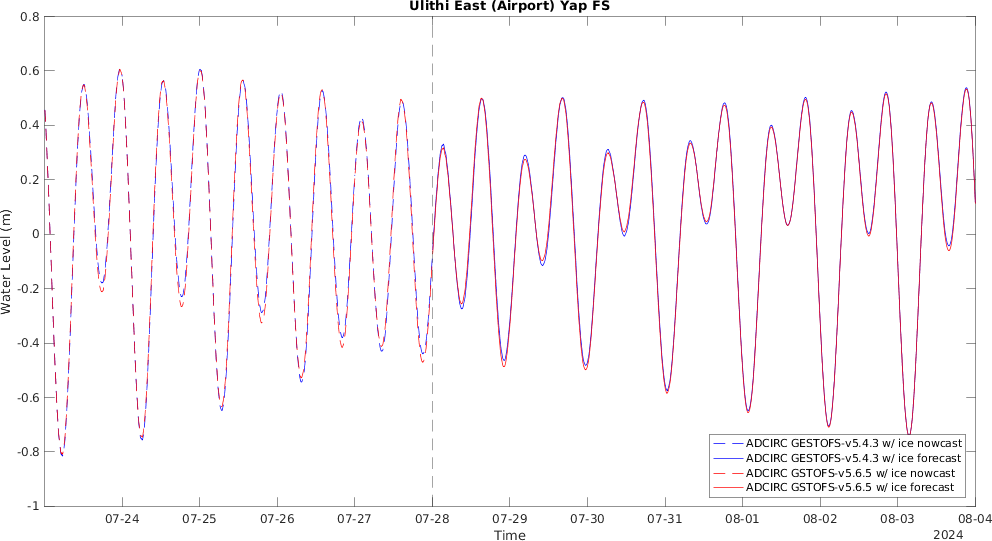 Ulithi East (Airport) Yap FS
Water Level (m)
0.8
0.6
0.4
0.2
0
-0.2
-0.4
-0.6
-0.8
-1
07-24 07-25 07-26 07-27 07-28 07-29 07-30 07-31 08-01 08-02 08-03 08-04
Time
2024
ADCIRC GESTOFS-v5.4.3 w/ ice nowcast
ADCIRC GESTOFS-v5.4.3 w/ ice forecast
ADCIRC GSTOFS-v5.6.5 w/ ice nowcast
ADCIRC GSTOFS-v5.6.5 w/ ice forecast